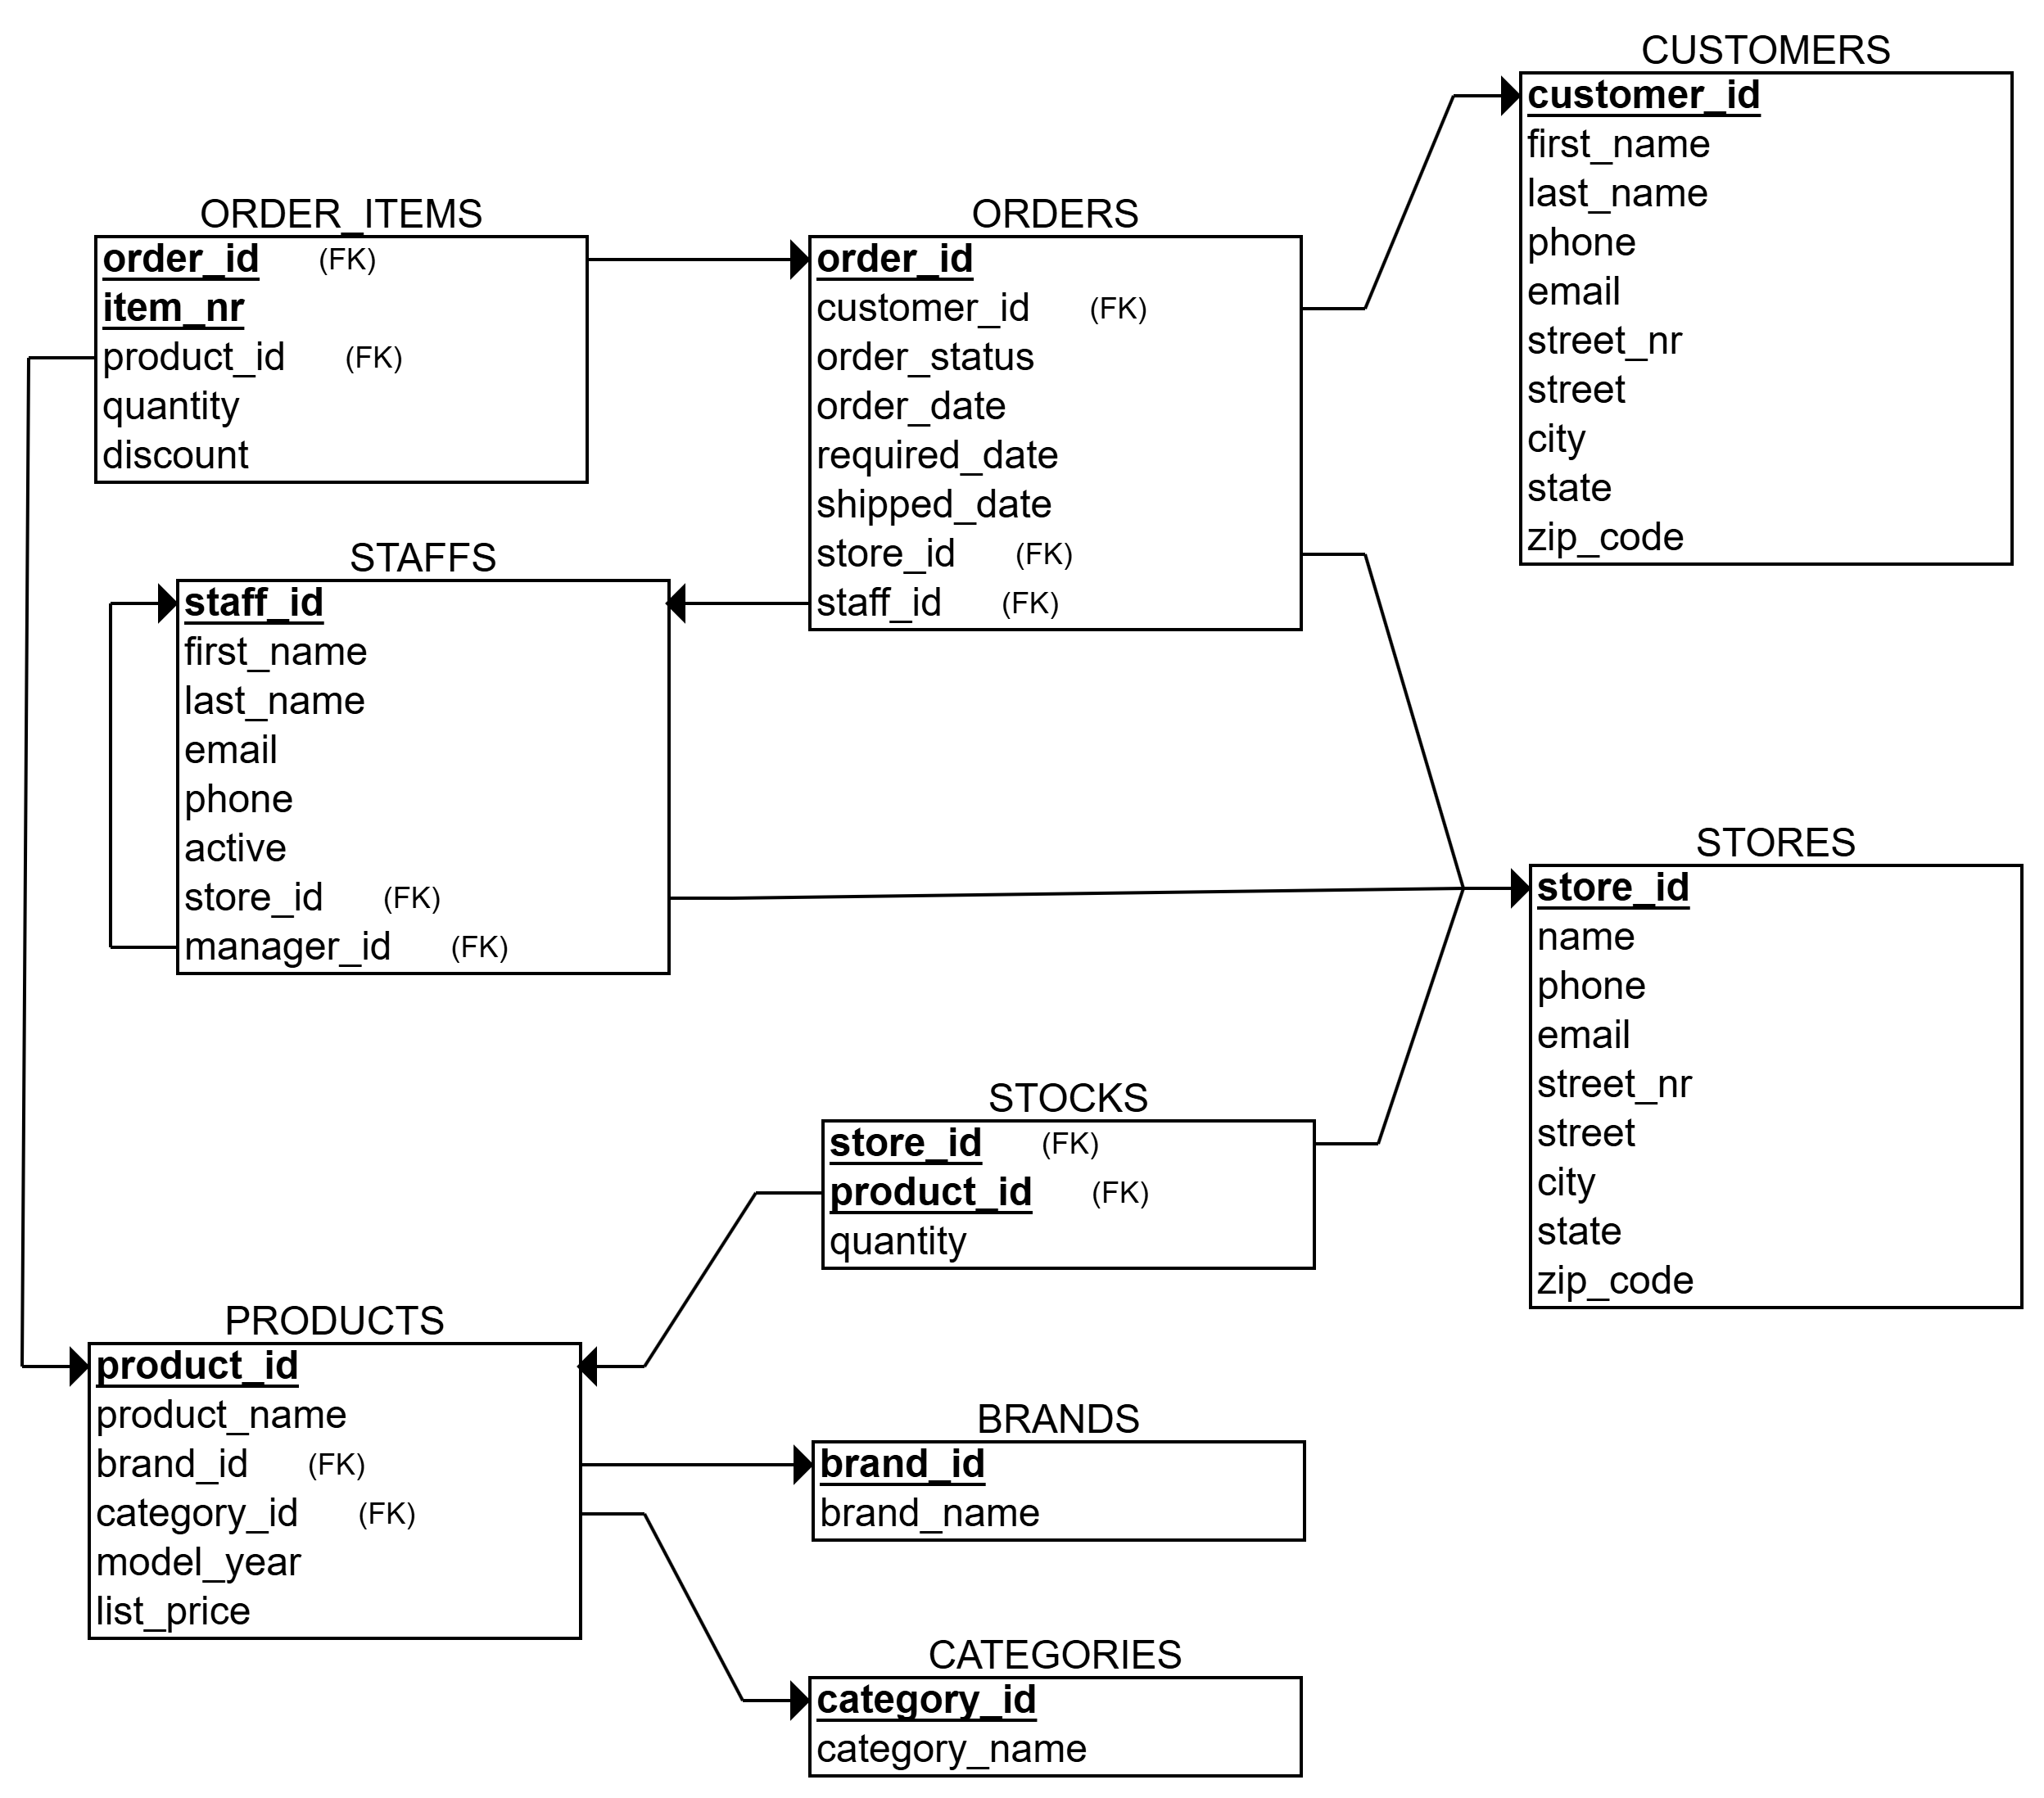 CUSTOMERS
customer_id
first_name
last_name
phone
email
street_nr
street
city
state
zip_code
ORDER_ITEMS
order_id (FK)
item_nr
product_id (FK)
quantity
discount
ORDERS
order_id
customer_id (FK)
order_status
order_date
required_date
shipped_date
store_id (FK)
staff_id (FK)
STAFFS
staff_id
first_name
last_name
email
phone
active
store_id (FK)
manager_id (FK)
STORES
store_id
name
phone
email
street_nr
street
city
state
zip_code
STOCKS
store_id (FK)
product_id (FK)
quantity
PRODUCTS
product_id
product_name
brand_id (FK)
category_id (FK)
model_year
list_price
BRANDS
brand_id
brand_name
CATEGORIES
category_id
category_name